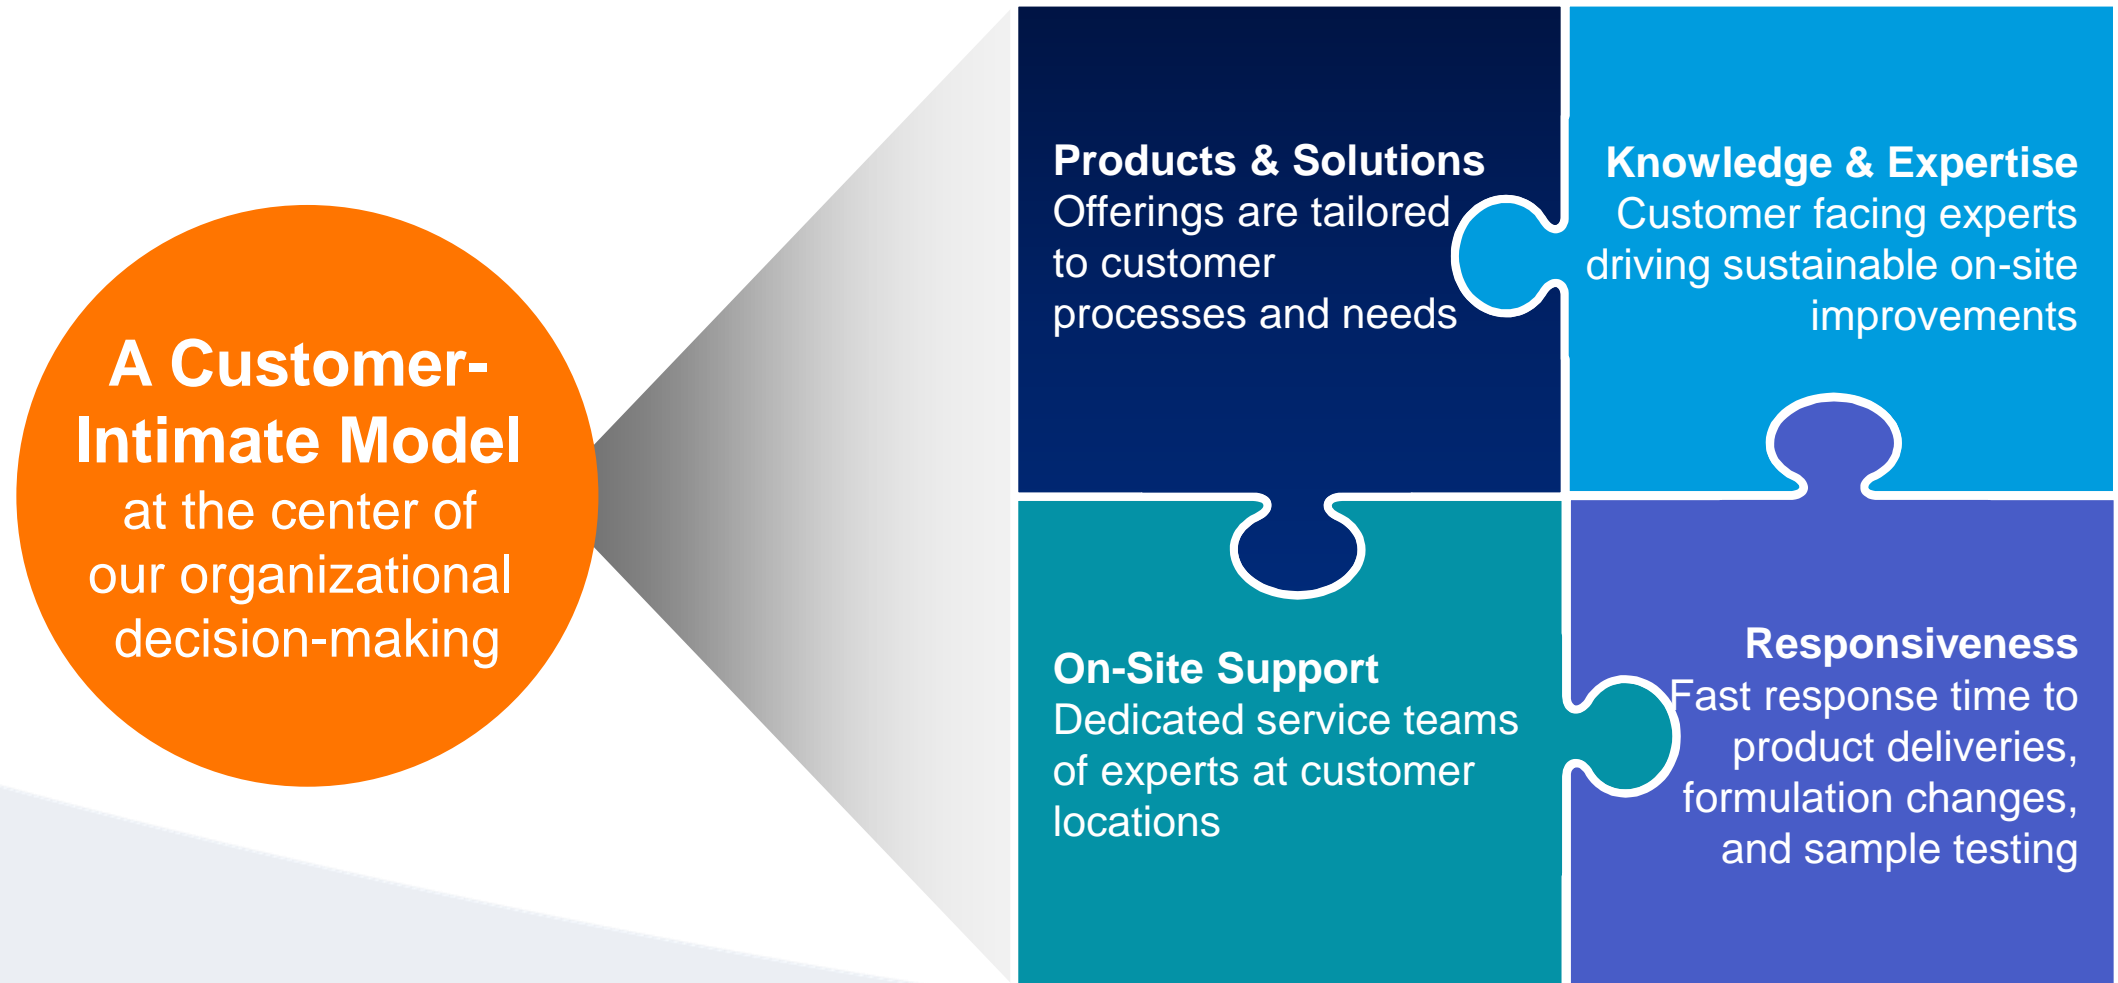 A Customer-
Intimate Model
at the center of
our organizational
decision-making
Products & Solutions
Offerings are tailored
to customer
processes and needs
Knowledge & Expertise
Customer facing experts
driving sustainable on-site
improvements
On-Site Support
Dedicated service teams
of experts at customer
locations
Responsiveness
Fast response time to
product deliveries,
formulation changes,
and sample testing